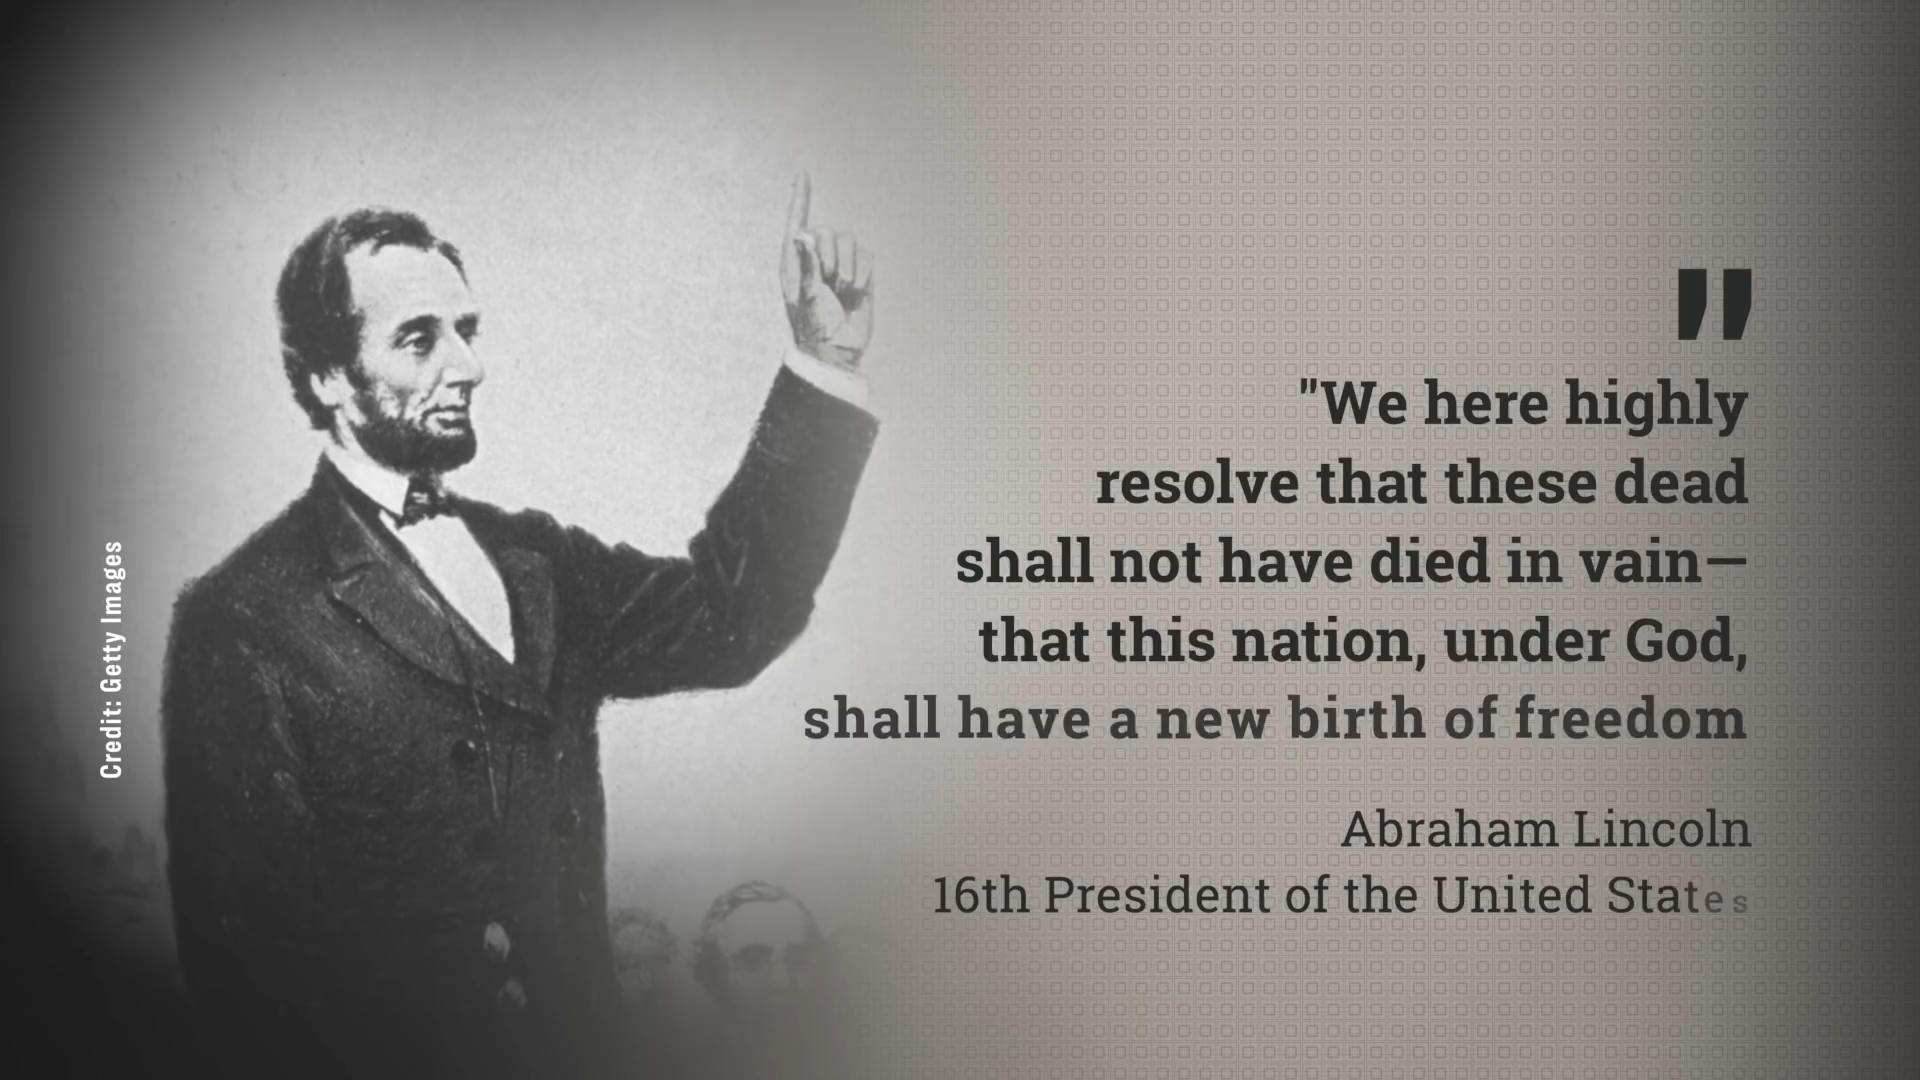 "
"We here highly
resolve that these dead
shall not have died in vain—
that this nation, under God,
shall have a new birth of freedom
Abraham Lincoln
16th President of the United States
Credit: Getty Images